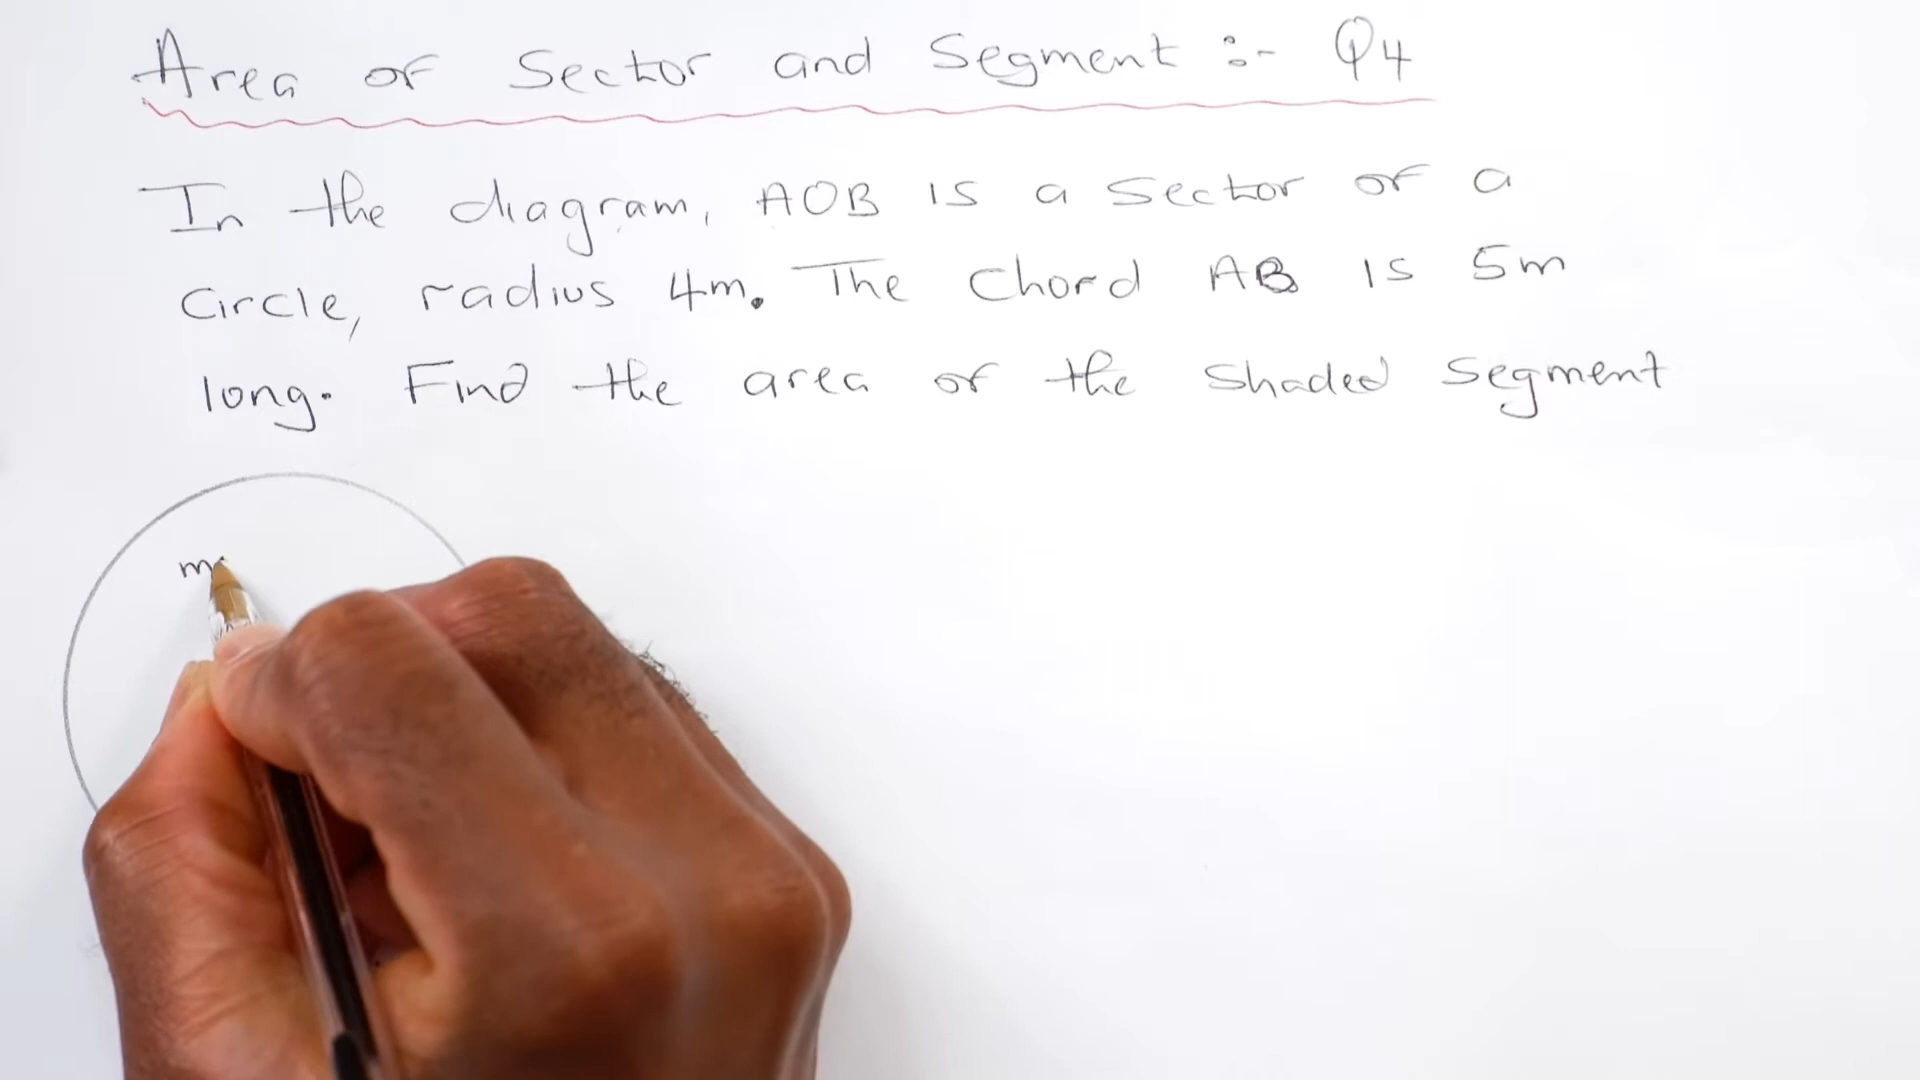 Area of Sector and Segment :- Q4
In the diagram, AOB is a sector of a
Circle, radius 4m. The Chord AB is 5m
long. Find the area of the Shaded Segment